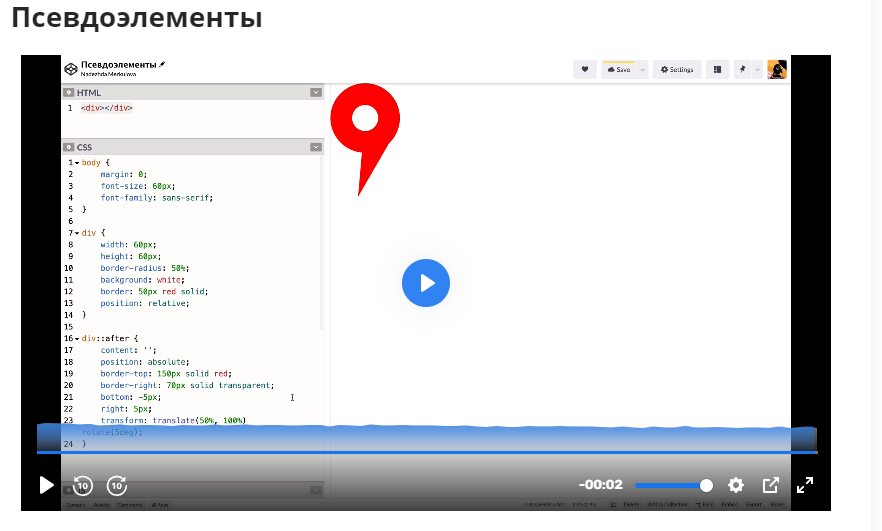 Псевдоэлементы
Псевдоэлементы
Nadezhda Merkulova
Save
Settings
HTML
1 <div></div>
CSS
1 body {
2 margin: 0;
3 font-size: 60px;
4 font-family: sans-serif;
5 }
6
7 div {
8 width: 60px;
9 height: 60px;
10 border-radius: 50%;
11 background: white;
12 border: 50px red solid;
13 position: relative;
14 }
15
16 div::after {
17 content: '';
18 position: absolute;
19 border-top: 150px solid red;
20 border-right: 70px solid transparent;
21 bottom: -5px;
22 right: 5px;
23 transform: translate(50%, 100%)
rotate(5deg);
24 }
10
10
-00:02
Console Assets Comments ⌘ Keys
Delete Add to Collection Fork Embed Export Share